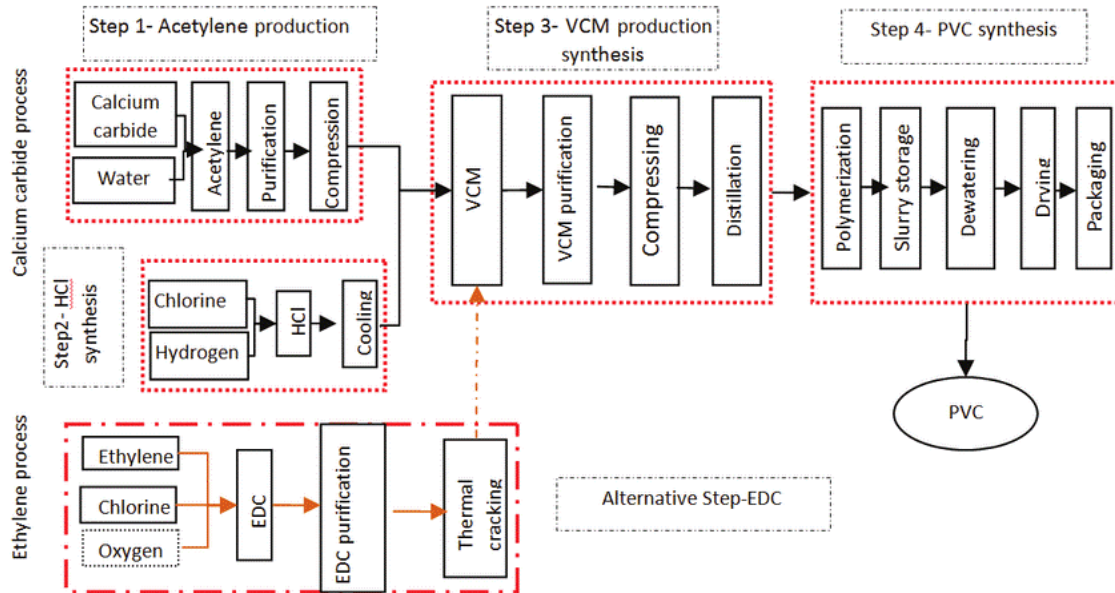 Step 1- Acetylene production
Step 3- VCM production
synthesis
Step 4- PVC synthesis
Calcium carbide process
Calcium
carbide
Water
Acetylene
Purification
Compression
VCM
VCM purification
Compressing
Distillation
Polymerization
Slurry storage
Dewatering
Drving
Packaging
Step2- HCl
synthesis
Chlorine
Hydrogen
HCl
Cooling
PVC
Ethylene process
Ethylene
Chlorine
Oxygen
EDC
EDC purification
Thermal
cracking
Alternative Step-EDC